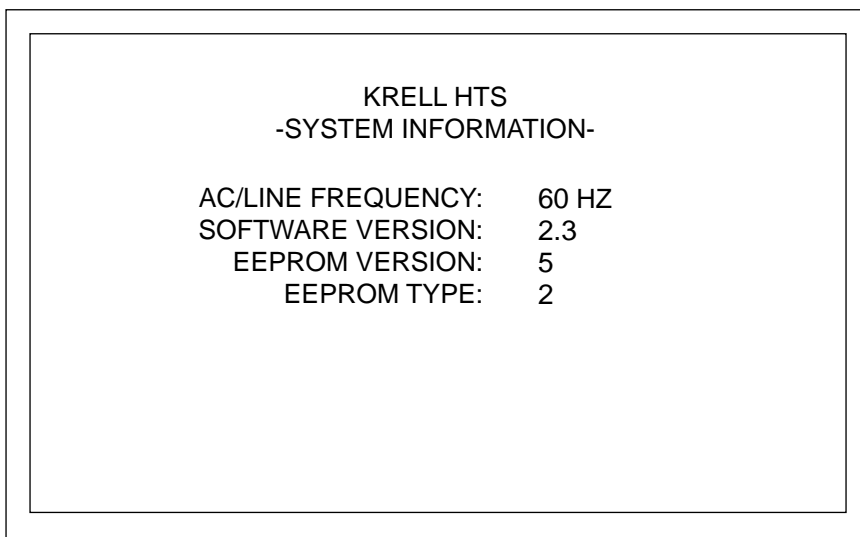 KRELL HTS
-SYSTEM INFORMATION-
AC/LINE FREQUENCY: 60 HZ
SOFTWARE VERSION: 2.3
EEPROM VERSION: 5
EEPROM TYPE: 2